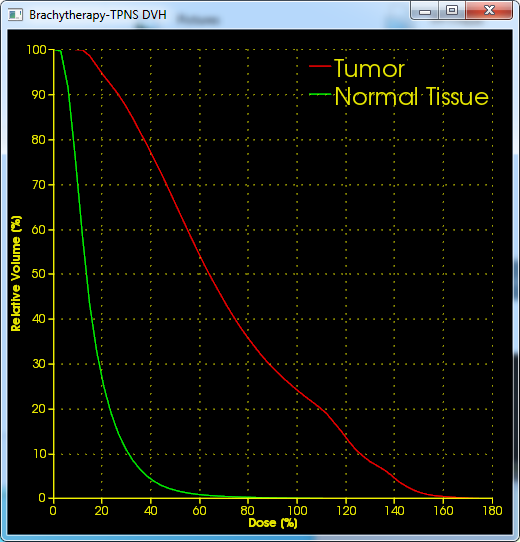 Brachytherapy-TPNS DVH
Tumor
Normal Tissue
Relative Volume (%)
100
90
80
70
60
50
40
30
20
10
0
0 20 40 60 80 100 120 140 160 180
Dose (%)